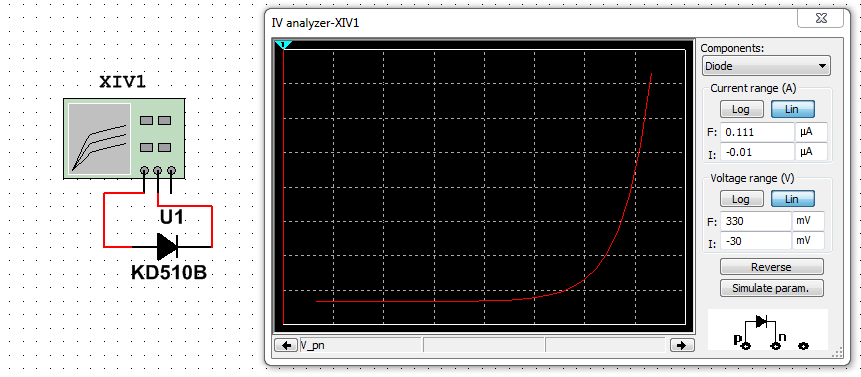 XIV1
U1
KD510B
IV analyzer-XIV1
1
Components:
Diode
Current range (A)
Log Lin
F: 0.111 µA
I: -0.01 µA
Voltage range (V)
Log Lin
F: 330 mV
I: -30 mV
Reverse
Simulate param.
V_pn
p n